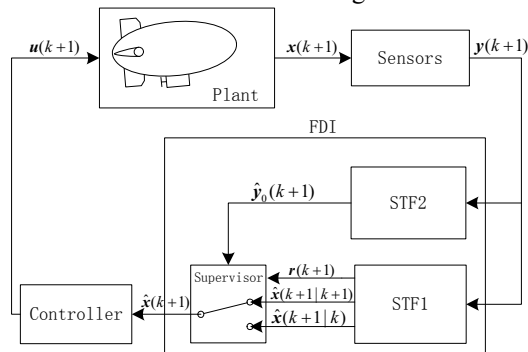 u(k+1)
Plant
x(k+1)
Sensors
y(k+1)
FDI
ŷ₀(k+1)
STF2
Supervisor
r(k+1)
x̂(k+1|k+1)
x̂(k+1|k)
STF1
Controller
x̂(k+1)